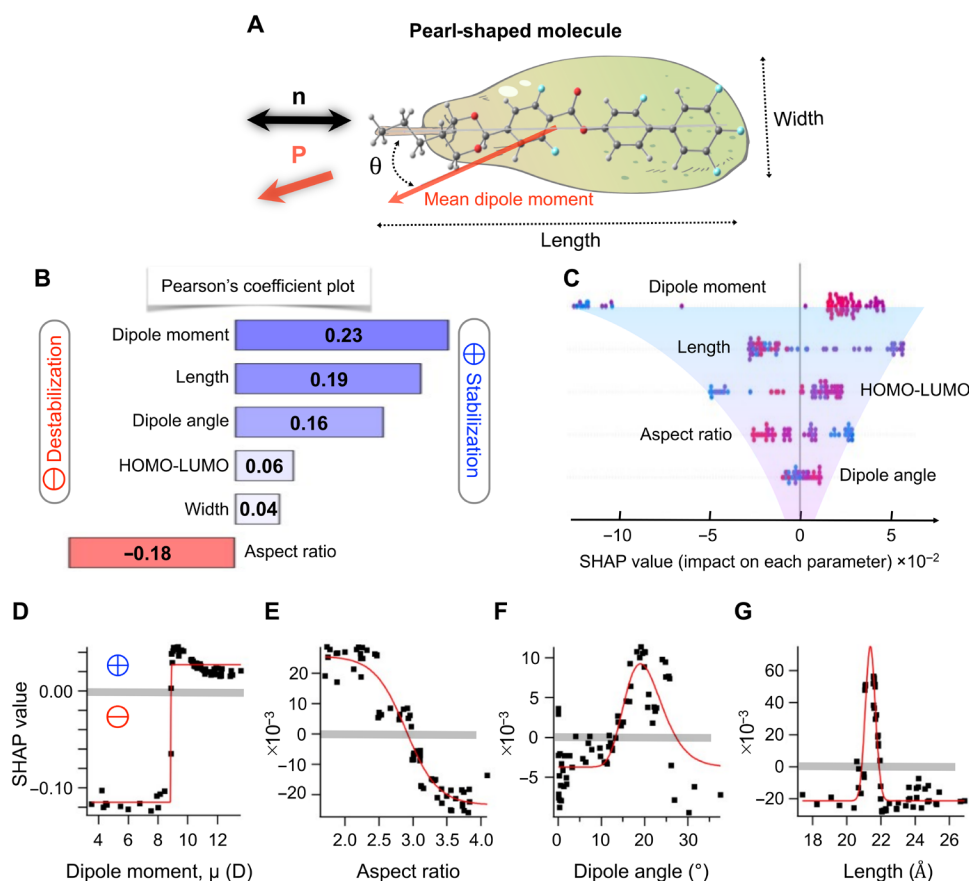 A
Pearl-shaped molecule
n
P
θ
Mean dipole moment
Width
Length
B
Pearson's coefficient plot
Destabilization
Stabilization
Dipole moment
0.23
Length
0.19
Dipole angle
0.16
HOMO-LUMO
0.06
Width
0.04
−0.18
Aspect ratio
C
Dipole moment
Length
HOMO-LUMO
Aspect ratio
Dipole angle
−10
−5
0
5
SHAP value (impact on each parameter) ×10⁻²
D
SHAP value
0.00
−0.10
4
6
8
10
12
Dipole moment, μ (D)
E
×10⁻³
20
10
0
−10
−20
2.0
2.5
3.0
3.5
4.0
Aspect ratio
F
×10⁻³
10
5
0
−5
0
10
20
30
Dipole angle (°)
G
×10⁻³
60
40
20
0
−20
18
20
22
24
26
Length (Å)